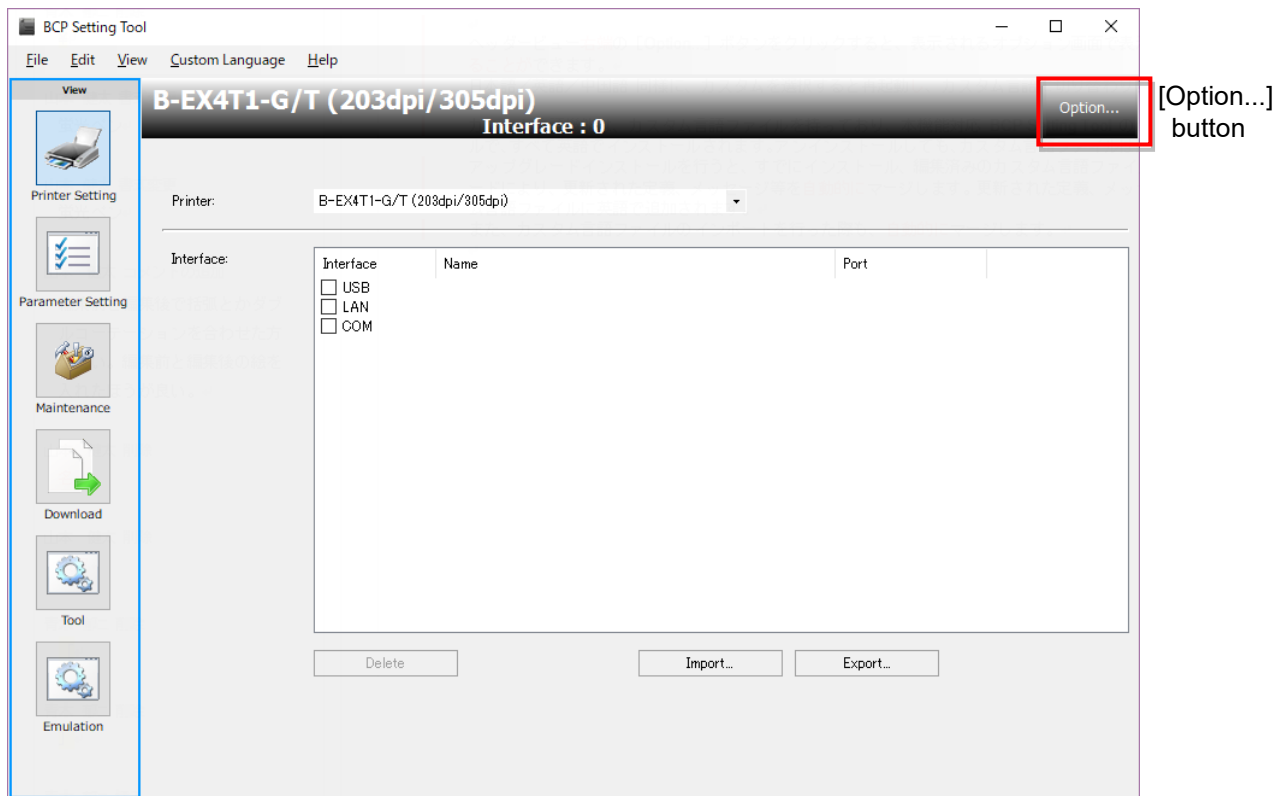 BCP Setting Tool
File Edit View Custom Language Help
View
B-EX4T1-G/T (203dpi/305dpi)
Interface : 0
Option...
[Option...]
button
Printer Setting
Printer:
B-EX4T1-G/T (203dpi/305dpi)
Interface:
Interface Name Port
USB
LAN
COM
Parameter Setting
Maintenance
Download
Tool
Emulation
Delete Import... Export...